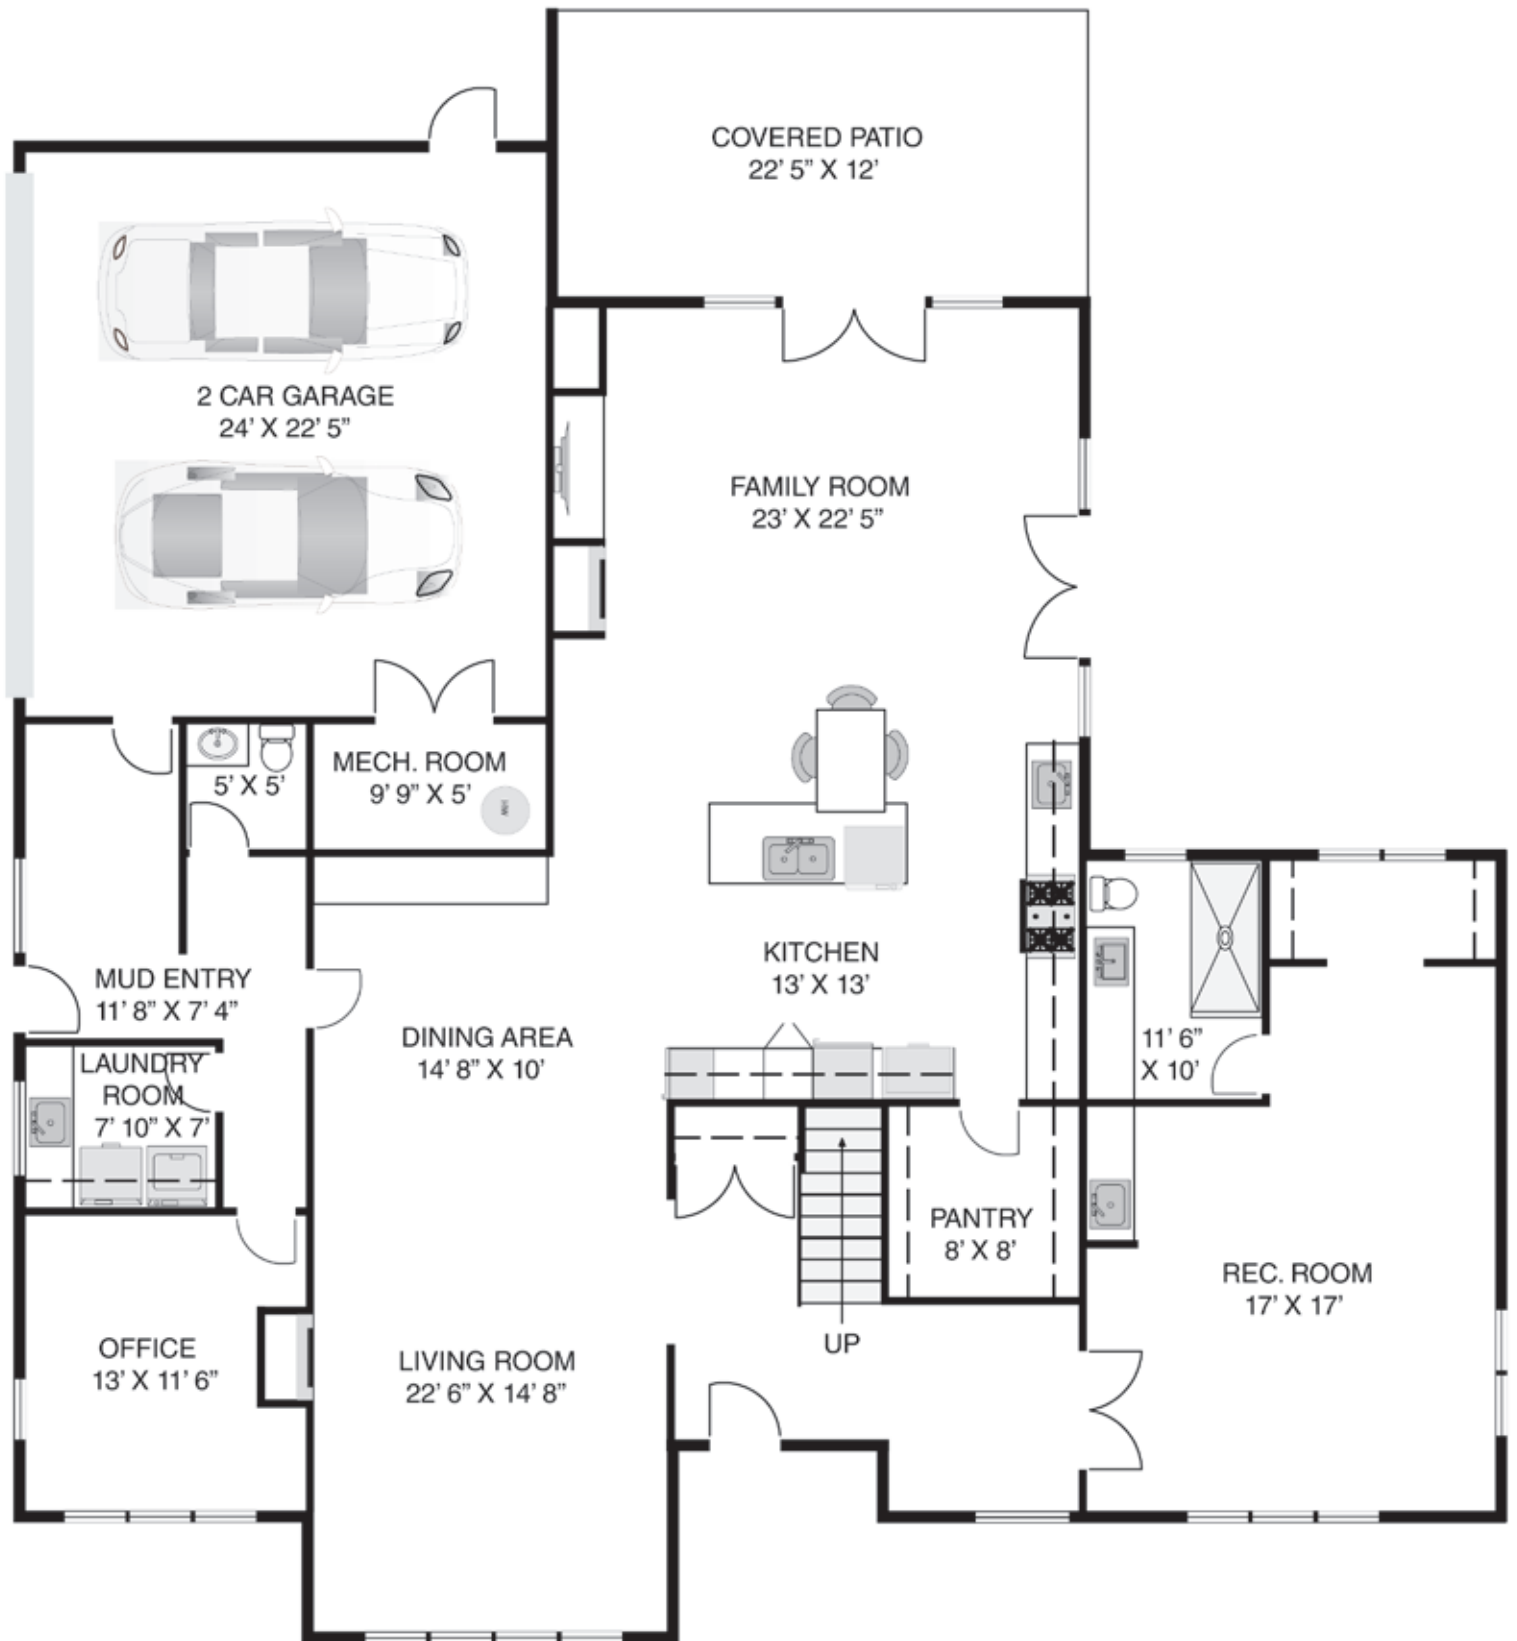 COVERED PATIO
22' 5" X 12'
2 CAR GARAGE
24' X 22' 5"
FAMILY ROOM
23' X 22' 5"
MECH. ROOM
9' 9" X 5'
HW
5' X 5'
KITCHEN
13' X 13'
MUD ENTRY
11' 8" X 7' 4"
DINING AREA
14' 8" X 10'
11' 6"
X 10'
LAUNDRY
ROOM
7' 10" X 7'
PANTRY
8' X 8'
REC. ROOM
17' X 17'
UP
OFFICE
13' X 11' 6"
LIVING ROOM
22' 6" X 14' 8"